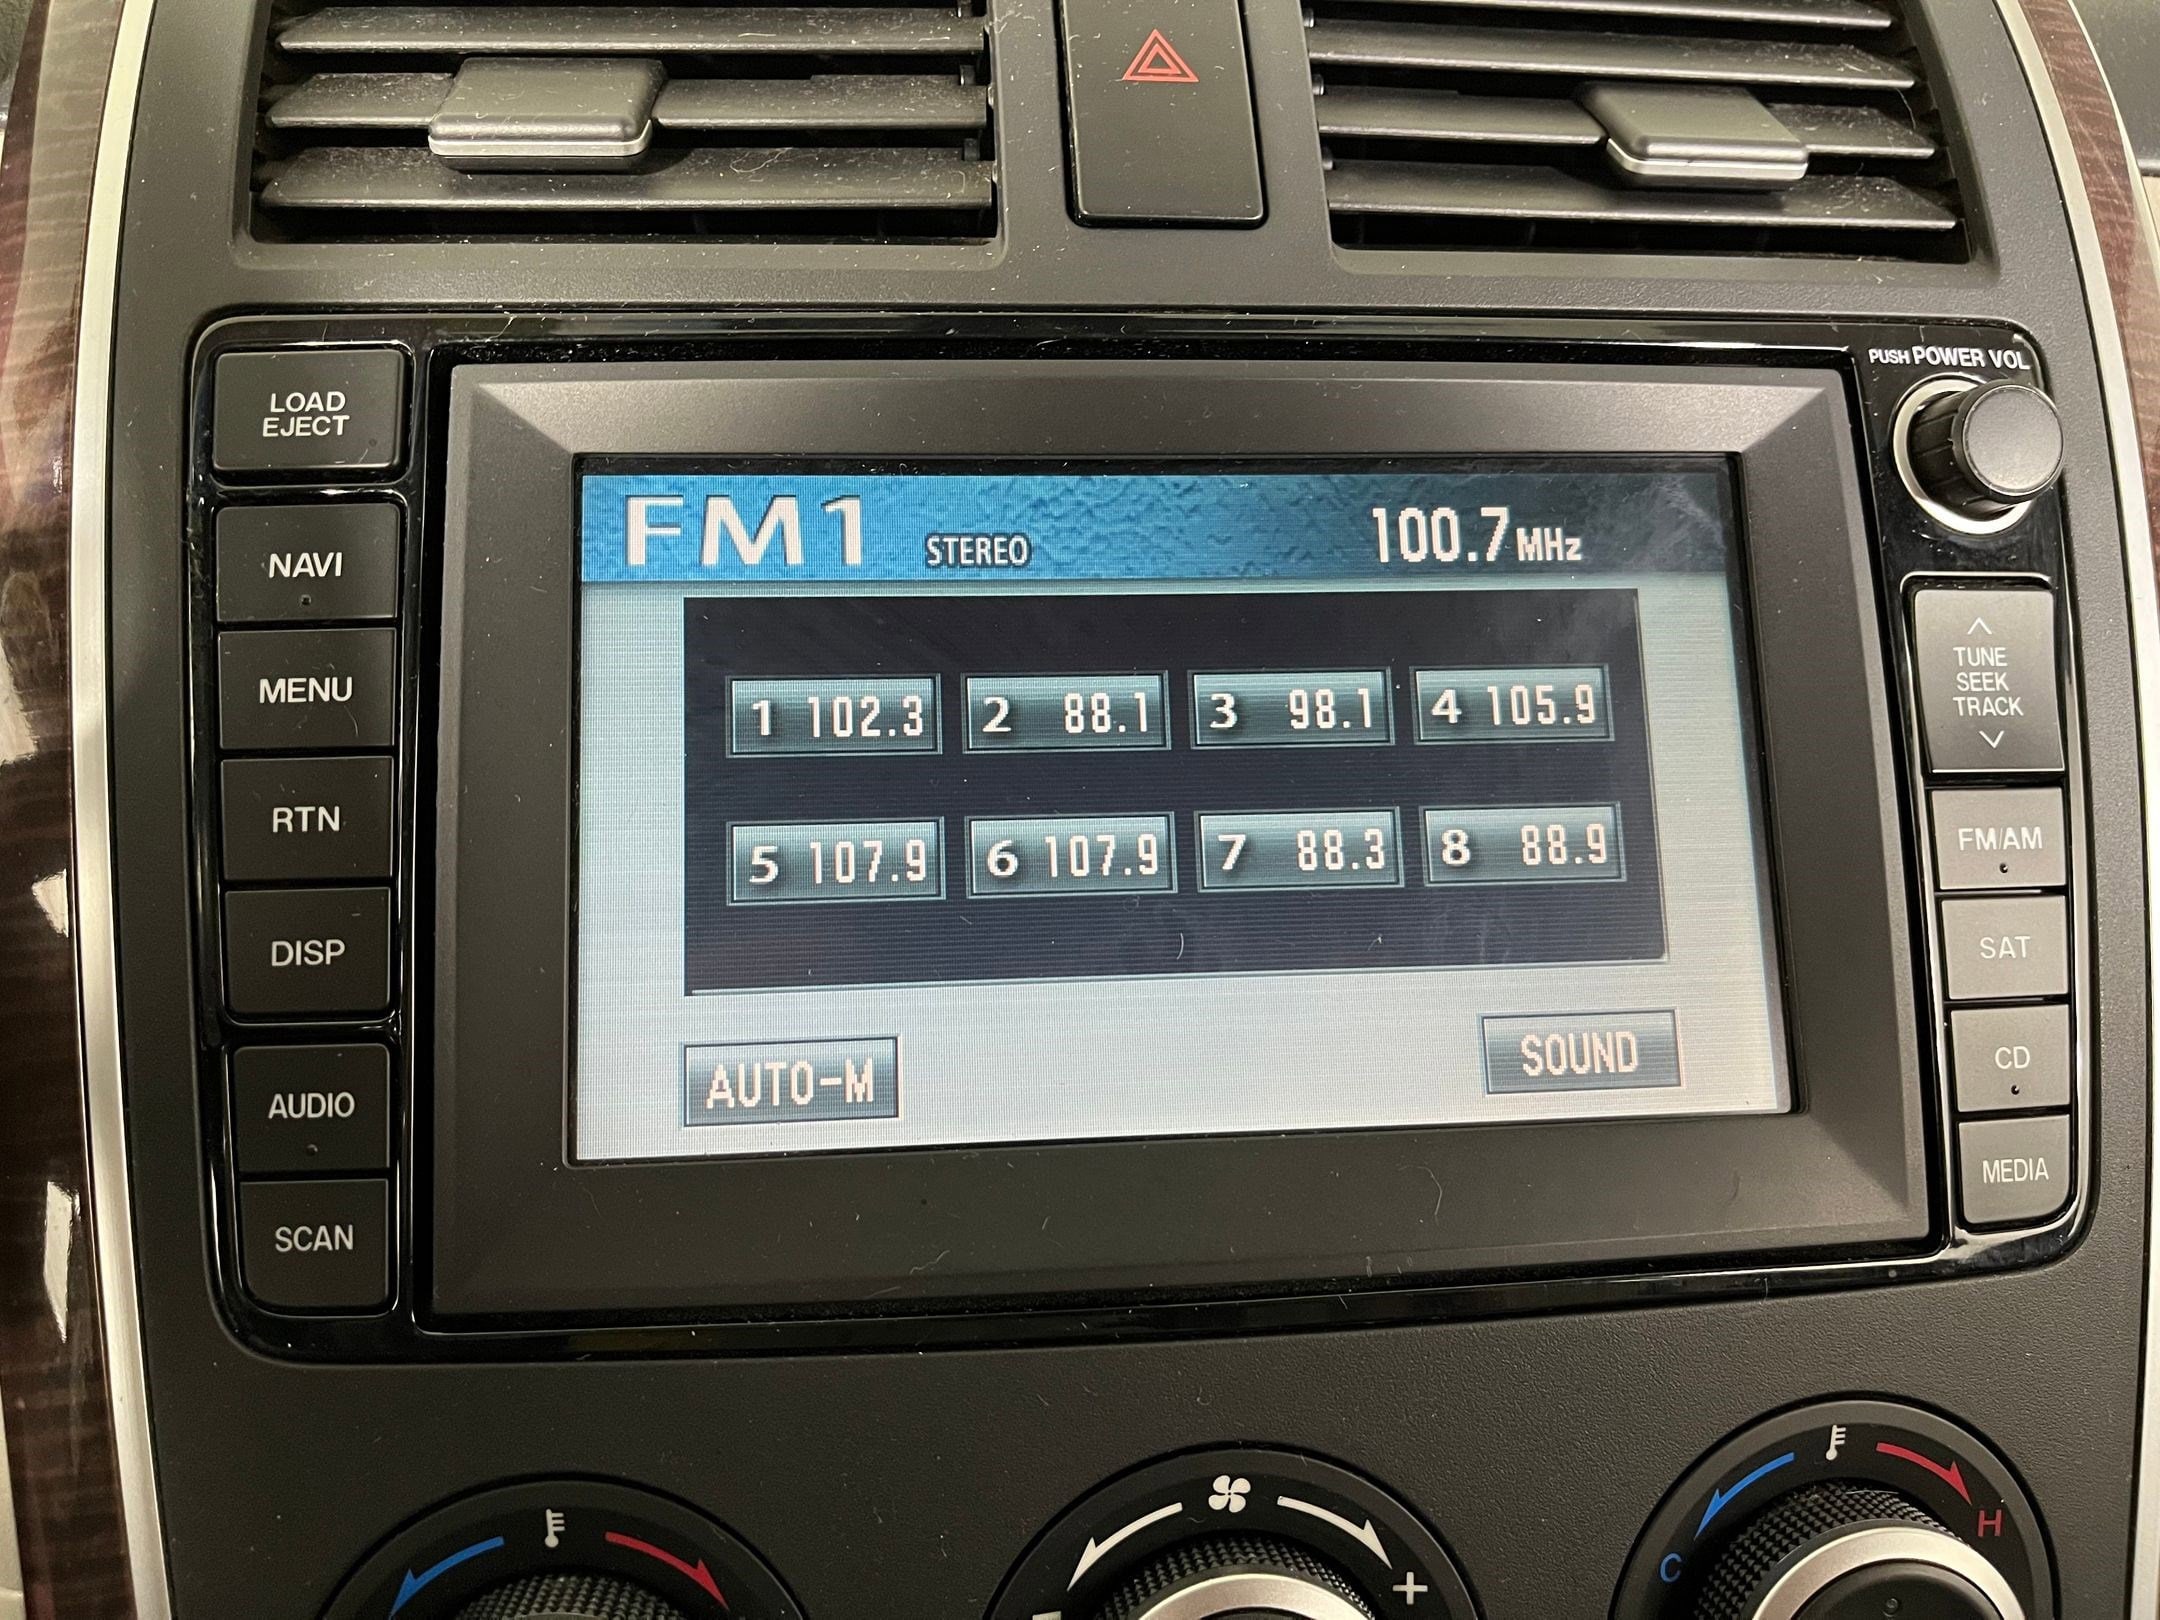 PUSH POWER VOL
LOAD
EJECT
NAVI
MENU
RTN
DISP
AUDIO
SCAN
FM1 STEREO 100.7 MHz
1 102.3 2 88.1 3 98.1 4 105.9
5 107.9 6 107.9 7 88.3 8 88.9
AUTO-M SOUND
TUNE
SEEK
TRACK
FM/AM
SAT
CD
MEDIA
+
C H